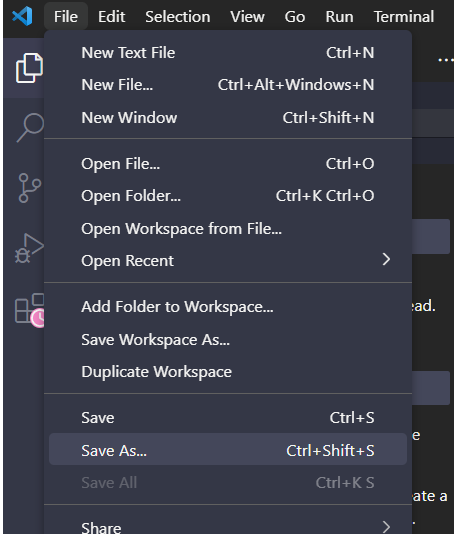 File Edit Selection View Go Run Terminal
New Text File Ctrl+N
New File... Ctrl+Alt+Windows+N
New Window Ctrl+Shift+N
Open File... Ctrl+O
Open Folder... Ctrl+K Ctrl+O
Open Workspace from File...
Open Recent
ead.
Add Folder to Workspace...
Save Workspace As...
Duplicate Workspace
Save Ctrl+S
e
Save As... Ctrl+Shift+S
Save All Ctrl+K S
eate a
Share